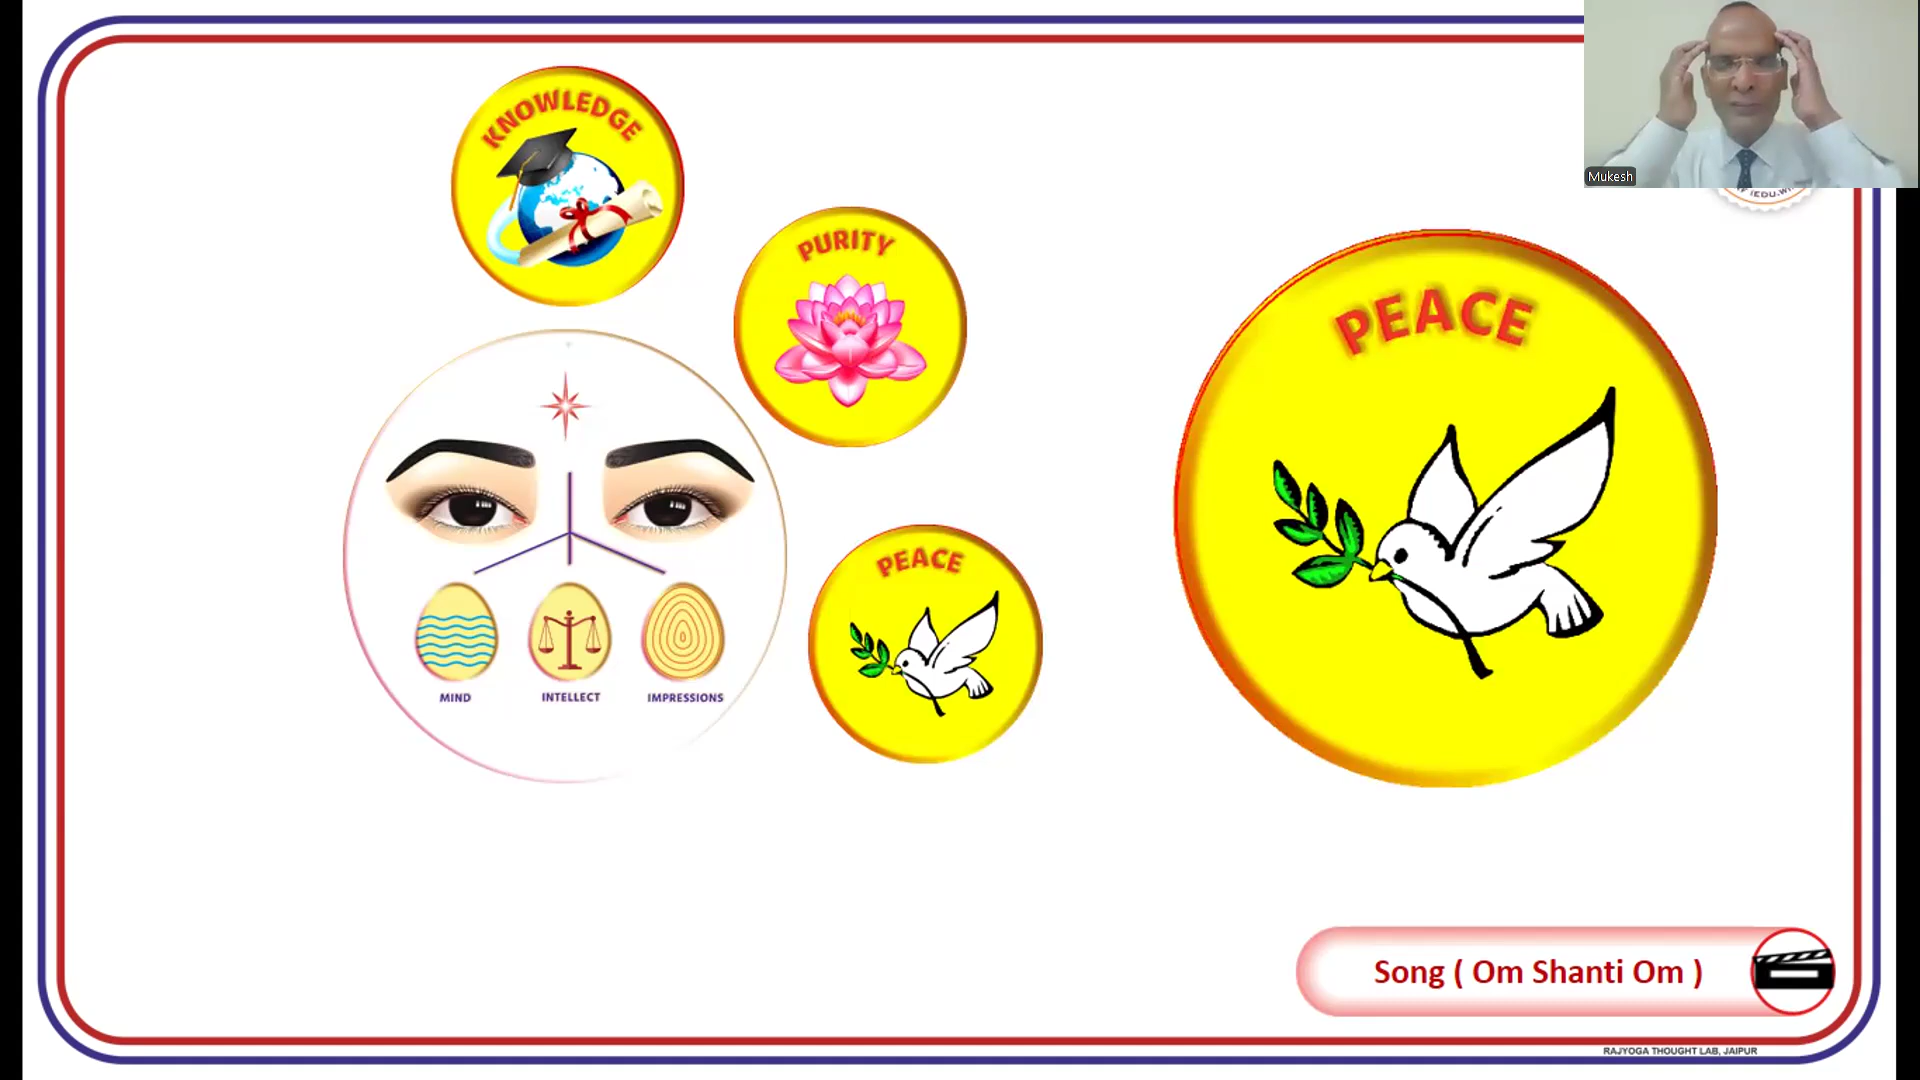 KNOWLEDGE
PURITY
PEACE
PEACE
MIND
INTELLECT
IMPRESSIONS
Mukesh
Song ( Om Shanti Om )
RAJYOGA THOUGHT LAB, JAIPUR